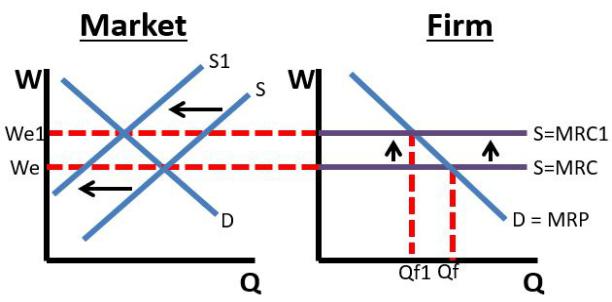 Market
Firm
W
S1
S
We1
We
D
Q
W
S=MRC1
S=MRC
D = MRP
Qf1 Qf
Q